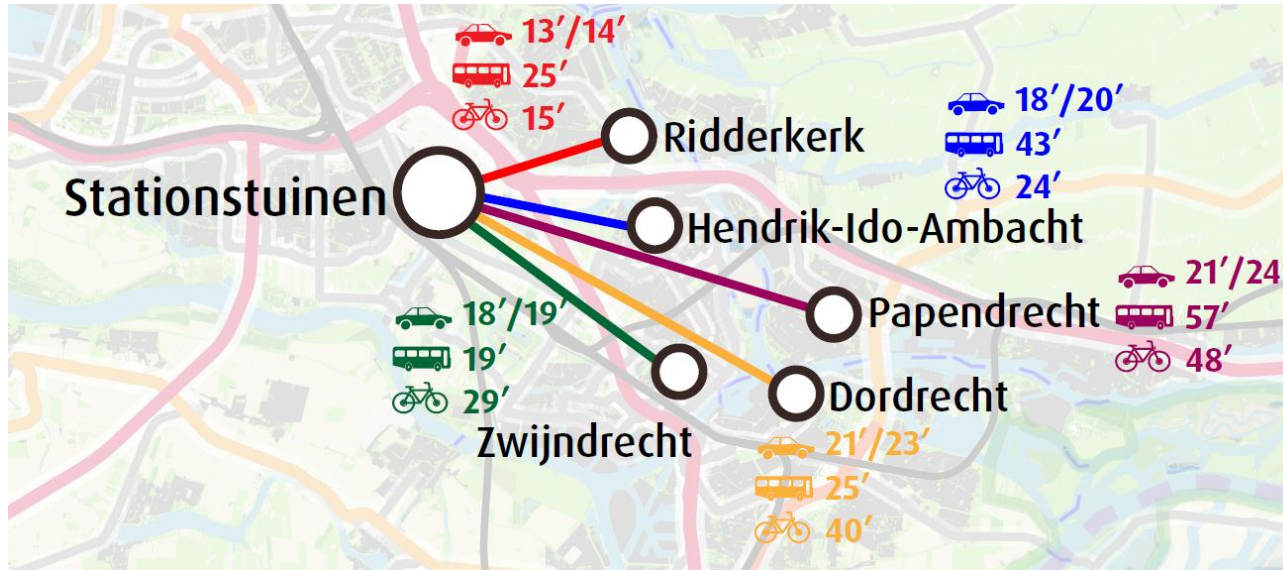 13′/14′
25′
15′
Ridderkerk
18′/20′
43′
24′
Stationstuinen
Hendrik-Ido-Ambacht
21′/24
57′
48′
Papendrecht
18′/19′
19′
29′
Zwijndrecht
Dordrecht
21′/23′
25′
40′